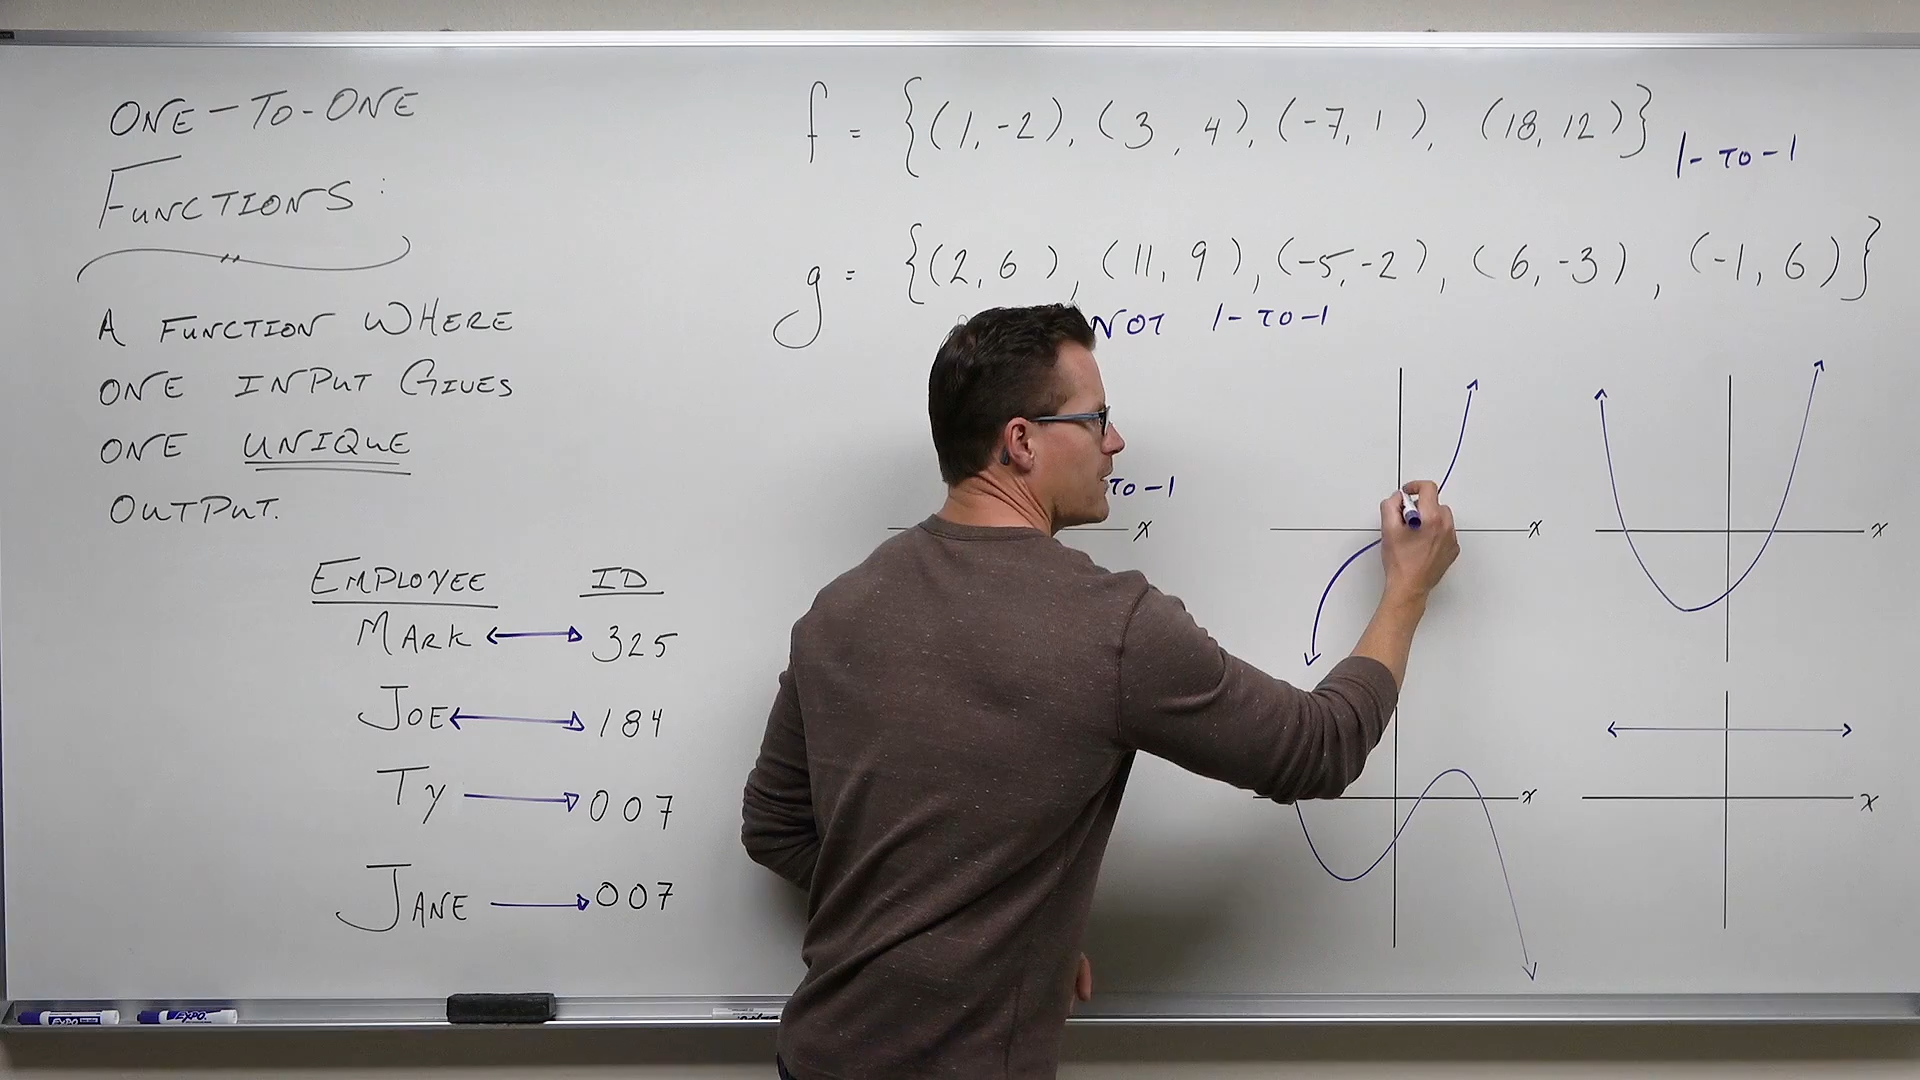 ONE-TO-ONE
FUNCTIONS:
A FUNCTION WHERE
ONE INPUT GIVES
ONE UNIQUE
OUTPUT.
EMPLOYEE ID
MARK 325
JOE 184
TY 007
JANE 007
f = {(1,-2), (3, 4), (-7, 1), (18, 12)}
1-TO-1
g = {(2,6), (11, 9), (-5,-2), (6, -3), (-1, 6)}
NOT 1-TO-1
TO-1
x
x
x
x
x
EXPO
EXPO